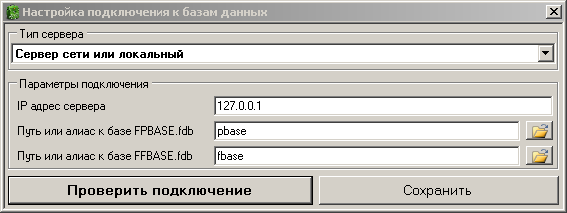 Настройка подключения к базам данных
Тип сервера
Сервер сети или локальный
Параметры подключения
IP адрес сервера 127.0.0.1
Путь или алиас к базе FPBASE.fdb pbase
Путь или алиас к базе FFBASE.fdb fbase
Проверить подключение Сохранить